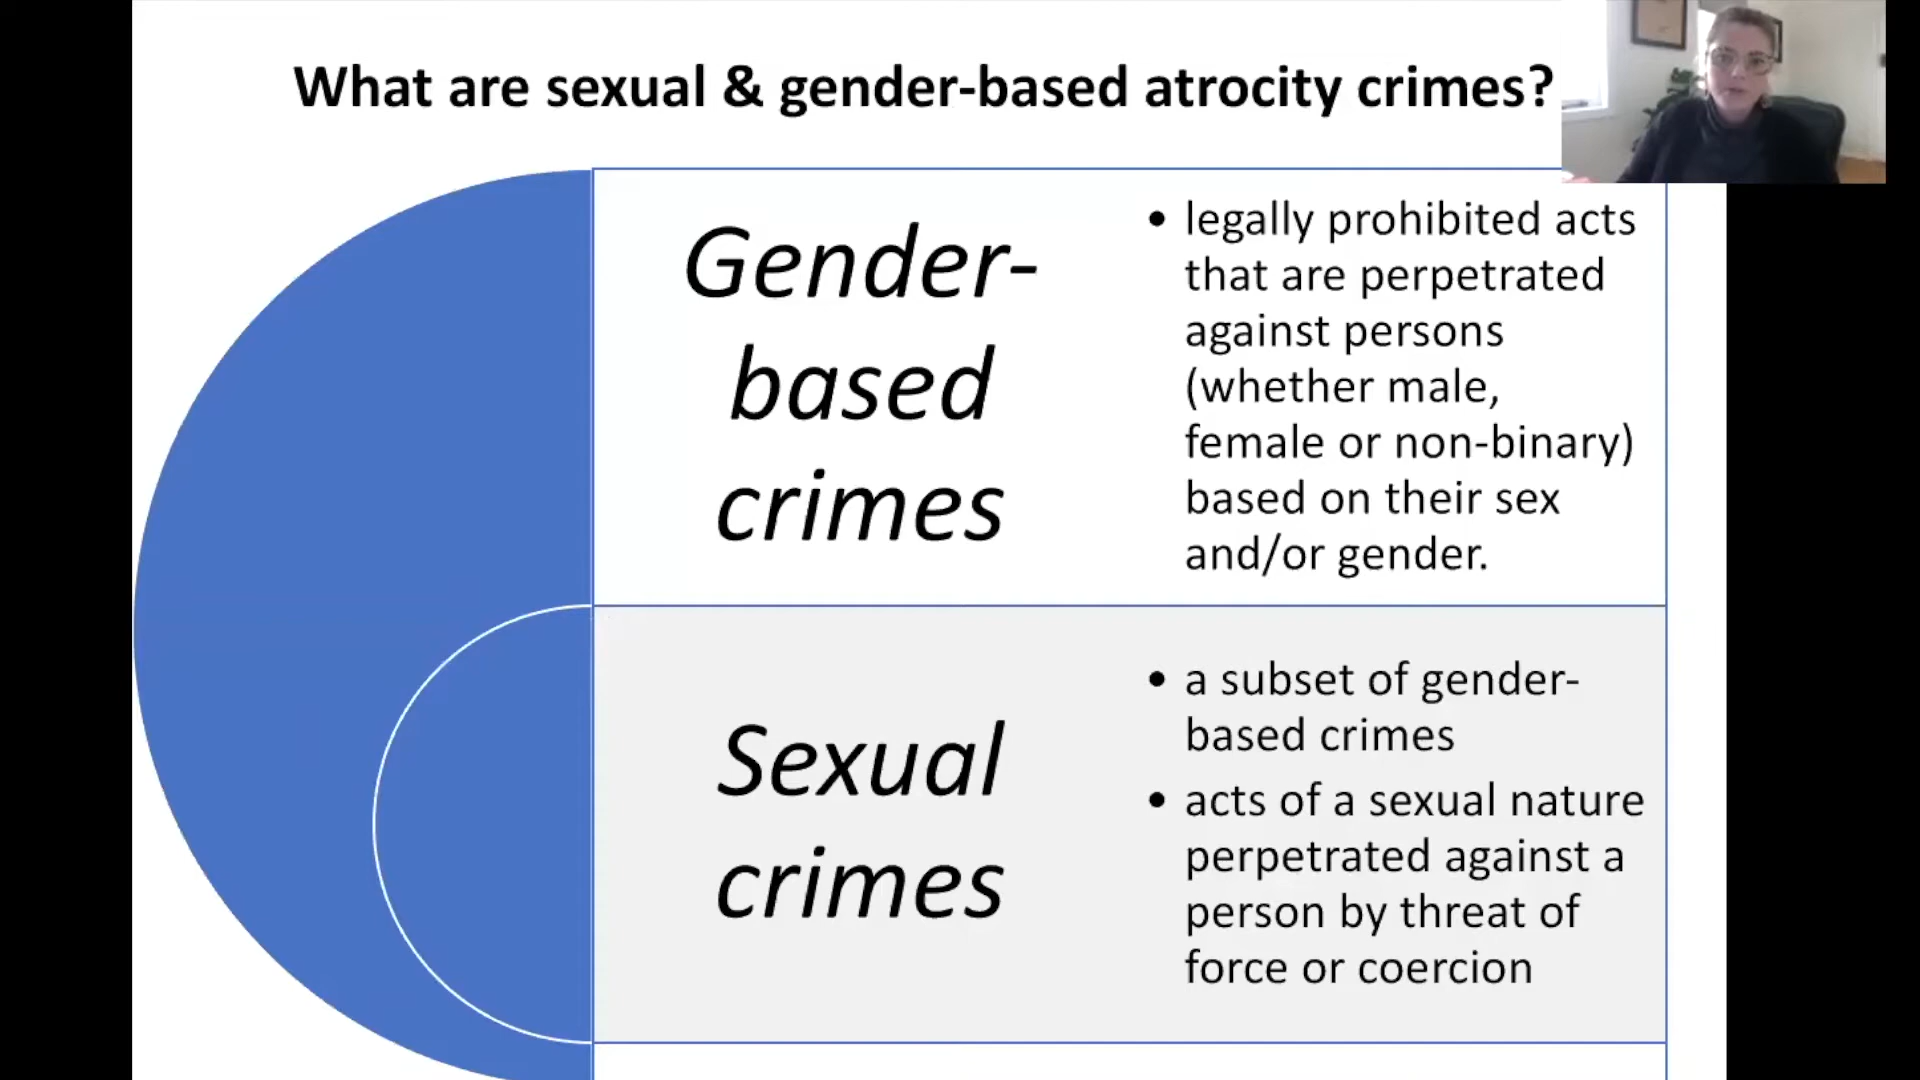 What are sexual & gender-based atrocity crimes?
Gender-
based
crimes
• legally prohibited acts
that are perpetrated
against persons
(whether male,
female or non-binary)
based on their sex
and/or gender.
Sexual
crimes
• a subset of gender-
based crimes
• acts of a sexual nature
perpetrated against a
person by threat of
force or coercion